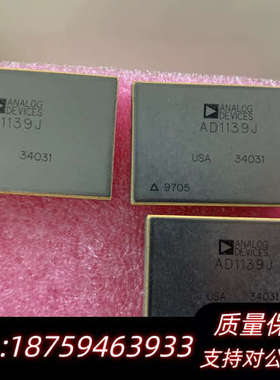 ANALOG
DEVICES
1139J
34031
ANALOG
DEVICES
AD1139J
USA 34031
△ 9705
ANALOG
DEVICES
AD1139J
USA 34031
质量保
:18759463933
支持对公